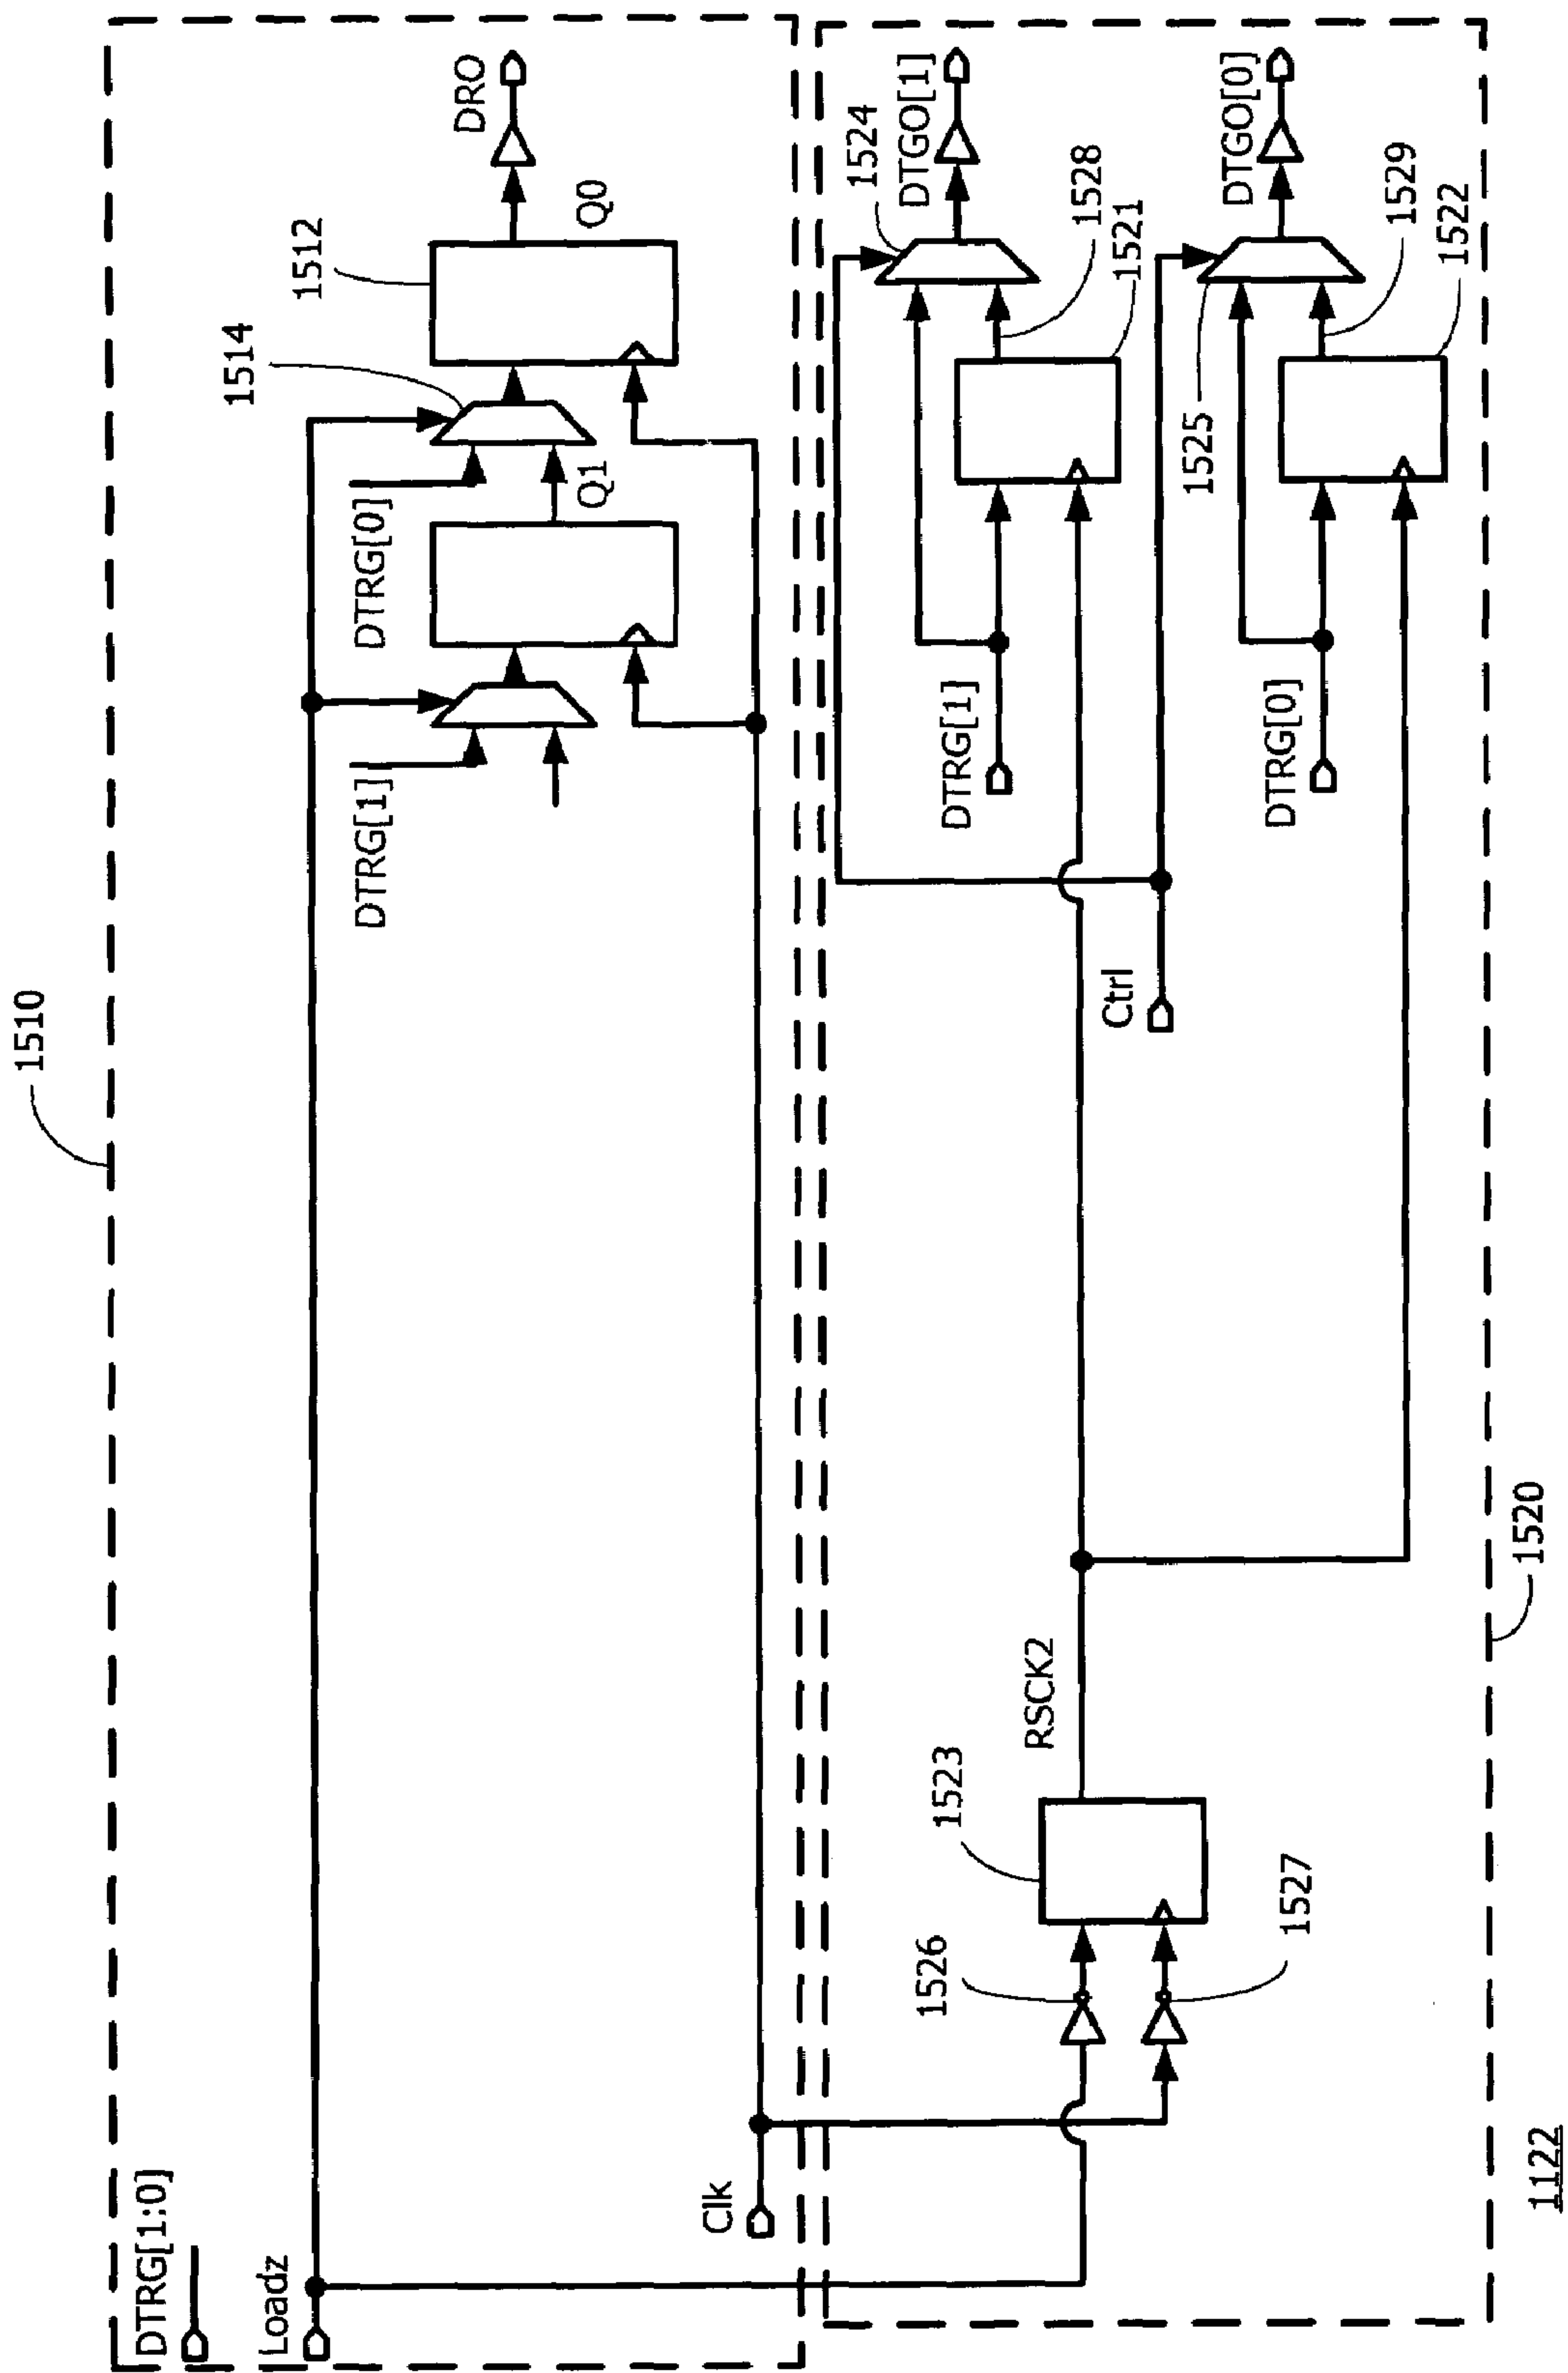 1510
DTRG[1:0]
Loadz
Clk
DTRG[1]
DTRG[0]
Q1
1514
1512
Q0
DRO
1526
1527
1523
RSCK2
Ctrl
DTRG[1]
DTRG[0]
1525
1524
DTGO[1]
1528
1521
DTGO[0]
1529
1522
1520
1122